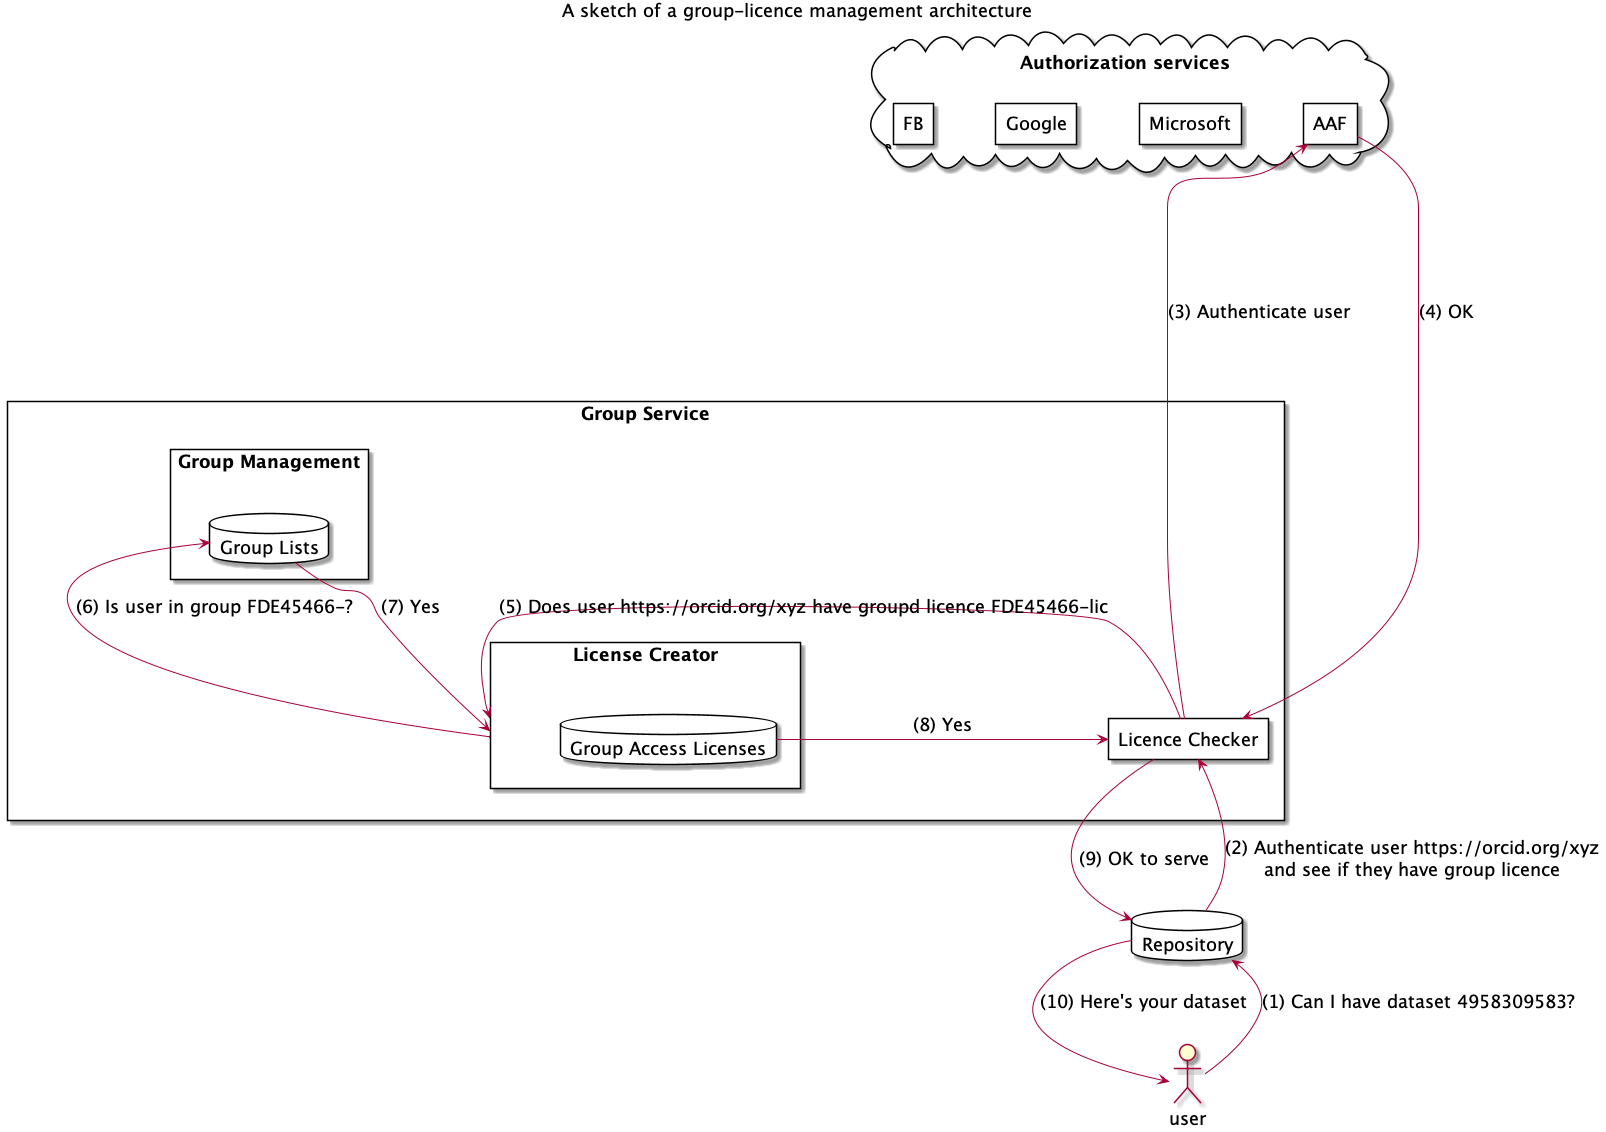 A sketch of a group-licence management architecture
Authorization services
FB
Google
Microsoft
AAF
(3) Authenticate user
(4) OK
Group Service
Group Management
Group Lists
(6) Is user in group FDE45466-?
(7) Yes
(5) Does user https://orcid.org/xyz have groupd licence FDE45466-lic
License Creator
Group Access Licenses
(8) Yes
Licence Checker
(9) OK to serve
(2) Authenticate user https://orcid.org/xyz
and see if they have group licence
Repository
(10) Here's your dataset
(1) Can I have dataset 4958309583?
user